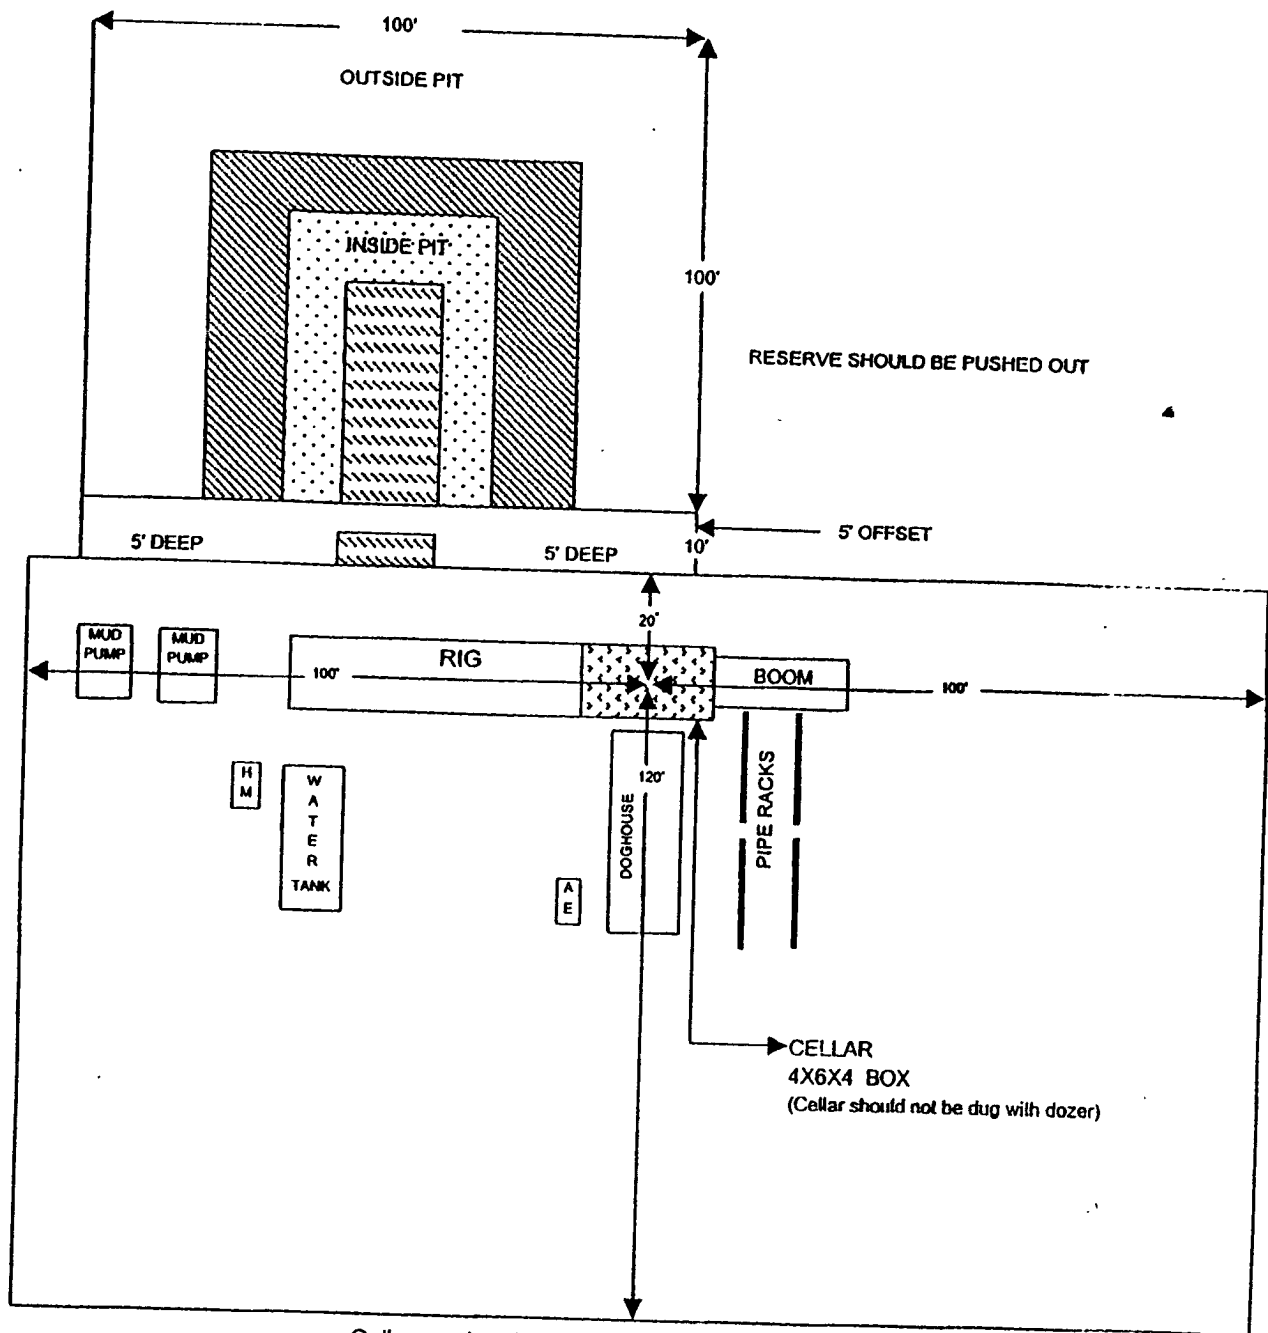 100'
OUTSIDE PIT
INSIDE PIT
100'
RESERVE SHOULD BE PUSHED OUT
5' DEEP
5' DEEP
10'
5' OFFSET
20'
MUD
PUMP
MUD
PUMP
RIG
100'
BOOM
100'
H
M
W
A
T
E
R
TANK
120'
DOGHOUSE
A
E
PIPE RACKS
CELLAR
4X6X4 BOX
(Cellar should not be dug with dozer)